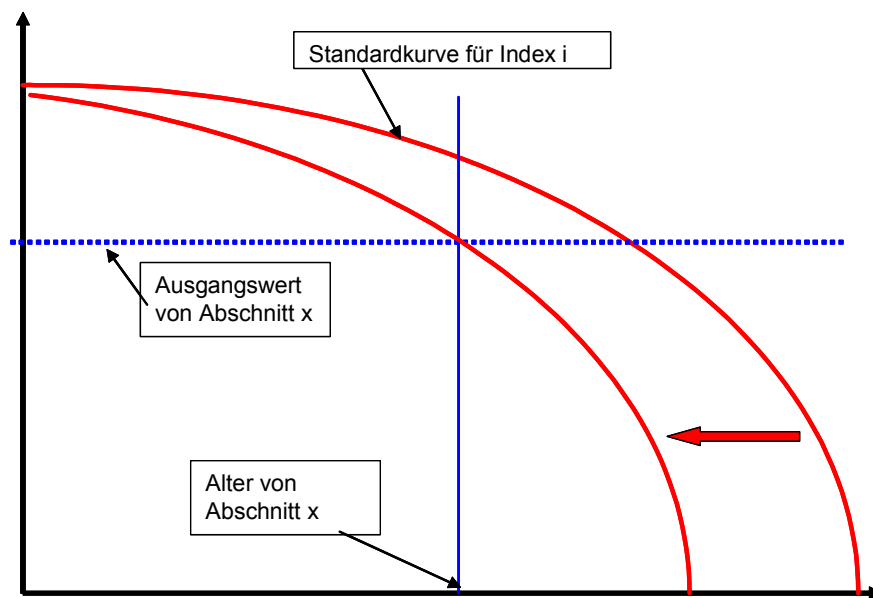 Standardkurve für Index i
Ausgangswert
von Abschnitt x
Alter von
Abschnitt x